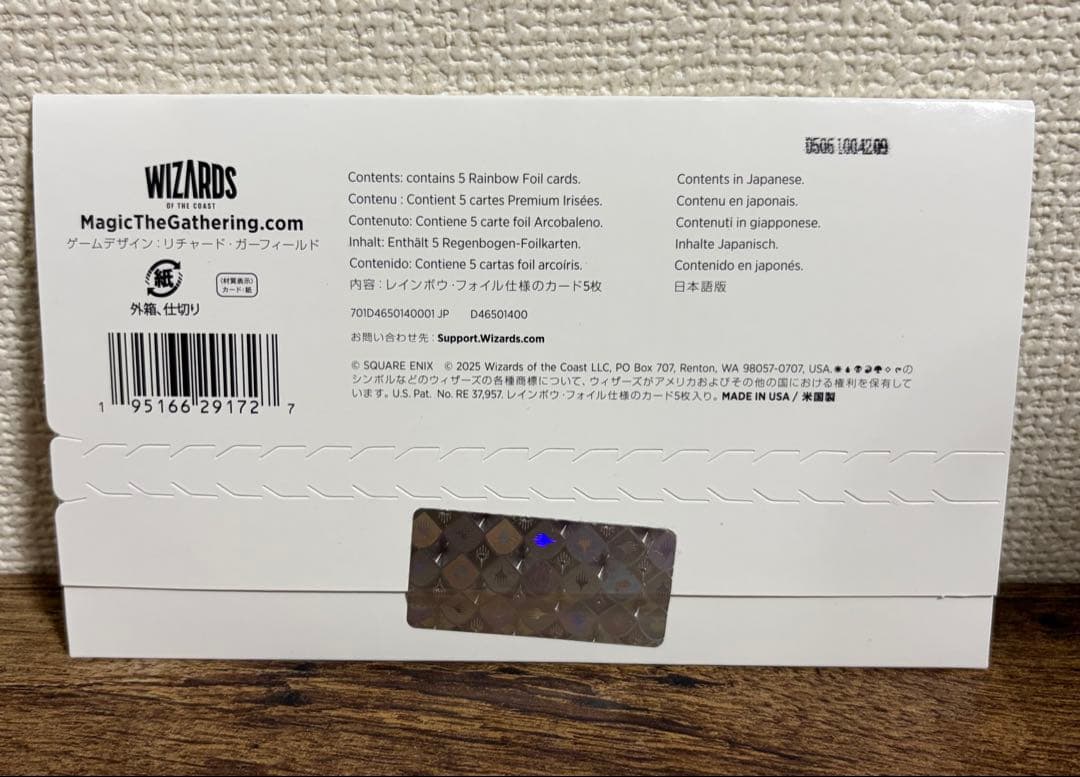 05061004209
WIZARDS
OF THE COAST
MagicTheGathering.com
ゲームデザイン：リチャード・ガーフィールド
紙
外箱、仕切り
〈材質表示〉
カード：紙
1 95166 29172 7
Contents: contains 5 Rainbow Foil cards.
Contenu : Contient 5 cartes Premium Irisées.
Contenuto: Contiene 5 carte foil Arcobaleno.
Inhalt: Enthält 5 Regenbogen-Foilkarten.
Contenido: Contiene 5 cartas foil arcoíris.
内容：レインボウ・フォイル仕様のカード5枚
Contents in Japanese.
Contenu en japonais.
Contenuti in giapponese.
Inhalte Japanisch.
Contenido en japonés.
日本語版
701D4650140001 JP D46501400
お問い合わせ先：Support.Wizards.com
© SQUARE ENIX © 2025 Wizards of the Coast LLC, PO Box 707, Renton, WA 98057-0707, USA.の
シンボルなどのウィザーズの各種商標について、ウィザーズがアメリカおよびその他の国における権利を保有して
います。U.S. Pat. No. RE 37,957. レインボウ・フォイル仕様のカード5枚入り。MADE IN USA / 米国製